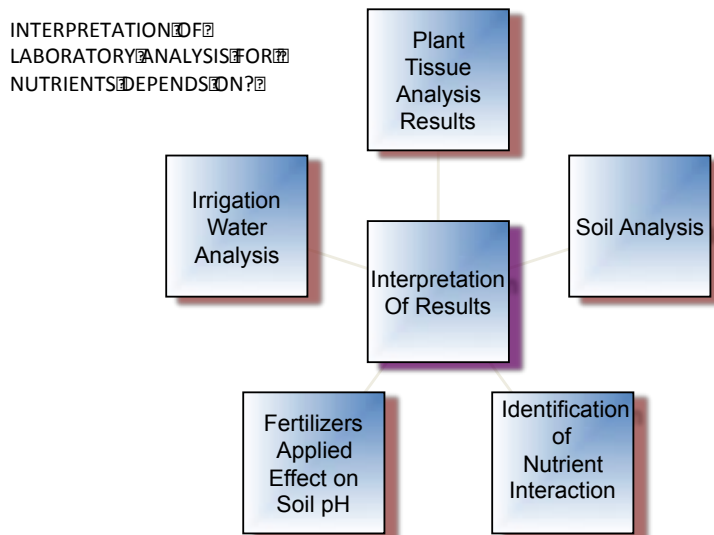 INTERPRETATION OF
LABORATORY ANALYSIS FOR
NUTRIENTS DEPENDS ON?
Plant
Tissue
Analysis
Results
Irrigation
Water
Analysis
Soil Analysis
Interpretation
Of Results
Fertilizers
Applied
Effect on
Soil pH
Identification
of
Nutrient
Interaction